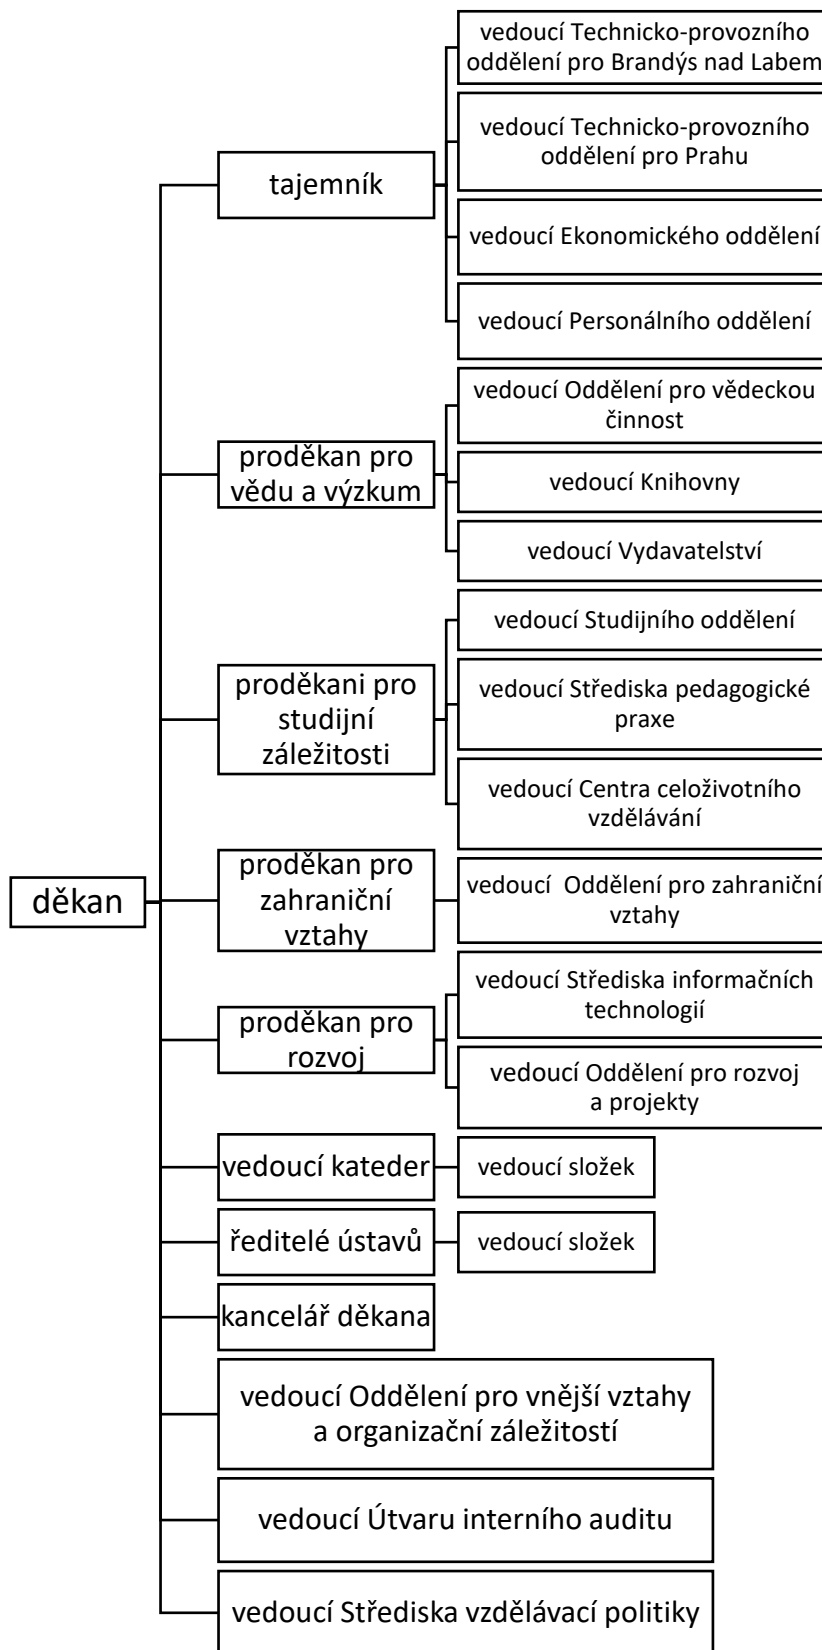 vedoucí Technicko-provozního
oddělení pro Brandýs nad Labem
vedoucí Technicko-provozního
oddělení pro Prahu
tajemník
vedoucí Ekonomického oddělení
vedoucí Personálního oddělení
vedoucí Oddělení pro vědeckou
činnost
proděkan pro
vědu a výzkum
vedoucí Knihovny
vedoucí Vydavatelství
vedoucí Studijního oddělení
proděkani pro
studijní
záležitosti
vedoucí Střédiska pedagogické
praxe
vedoucí Centra celoživotního
vzdělávání
děkan
proděkan pro
zahraniční
vztahy
vedoucí  Oddělení pro zahraniční
vztahy
proděkan pro
rozvoj
vedoucí Střédiska informačních
technologií
vedoucí Oddělení pro rozvoj
a projekty
vedoucí kateder
vedoucí složek
ředitelé ústavů
vedoucí složek
kancelář děkana
vedoucí Oddělení pro vnější vztahy
a organizační záležitostí
vedoucí Útvaru interního auditu
vedoucí Střédiska vzdělávací politiky